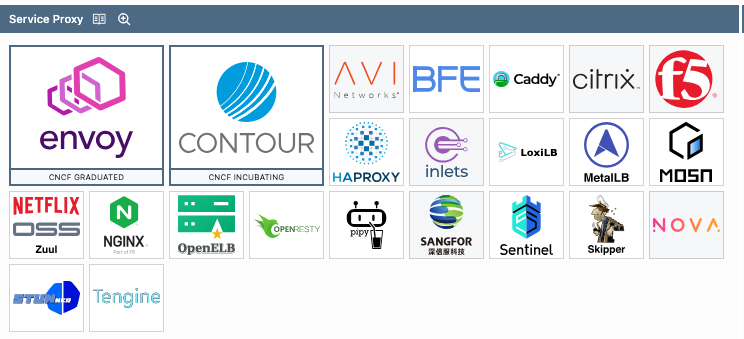 Service Proxy
envoy
CNCF GRADUATED
CONTOUR
CNCF INCUBATING
AVI
Networks
BFE
Caddy
citrix
f5
HAPROXY
inlets
LoxiLB
MetalLB
MOSN
NETFLIX
OSS
Zuul
NGINX
Part of F5
OpenELB
OPENRESTY
pipy
SANGFOR
深信服科技
Sentinel
Skipper
NOVA
STUNner
Tengine